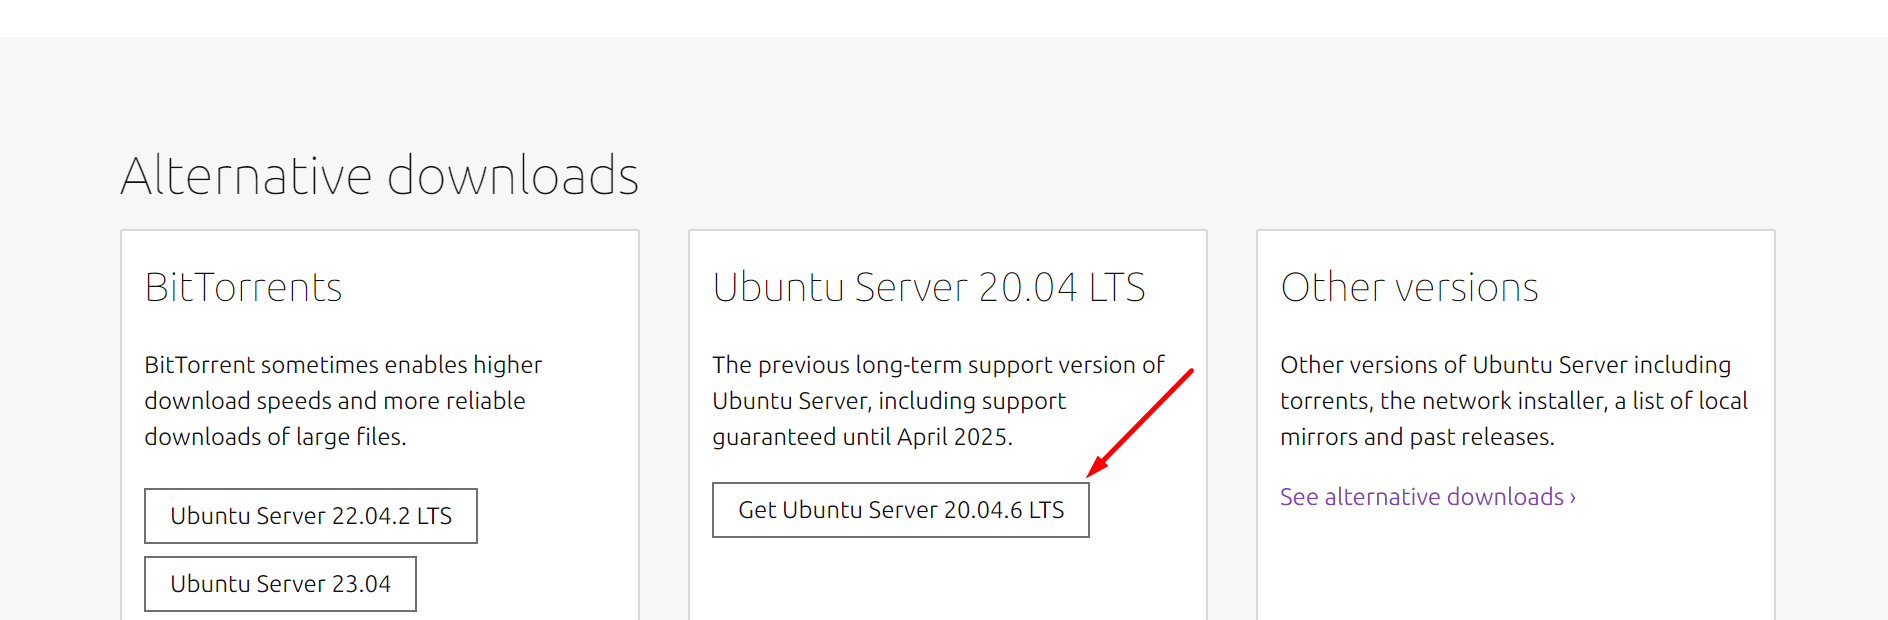 Alternative downloads
BitTorrents
BitTorrent sometimes enables higher
download speeds and more reliable
downloads of large files.
Ubuntu Server 22.04.2 LTS
Ubuntu Server 23.04
Ubuntu Server 20.04 LTS
The previous long-term support version of
Ubuntu Server, including support
guaranteed until April 2025.
Get Ubuntu Server 20.04.6 LTS
Other versions
Other versions of Ubuntu Server including
torrents, the network installer, a list of local
mirrors and past releases.
See alternative downloads ›